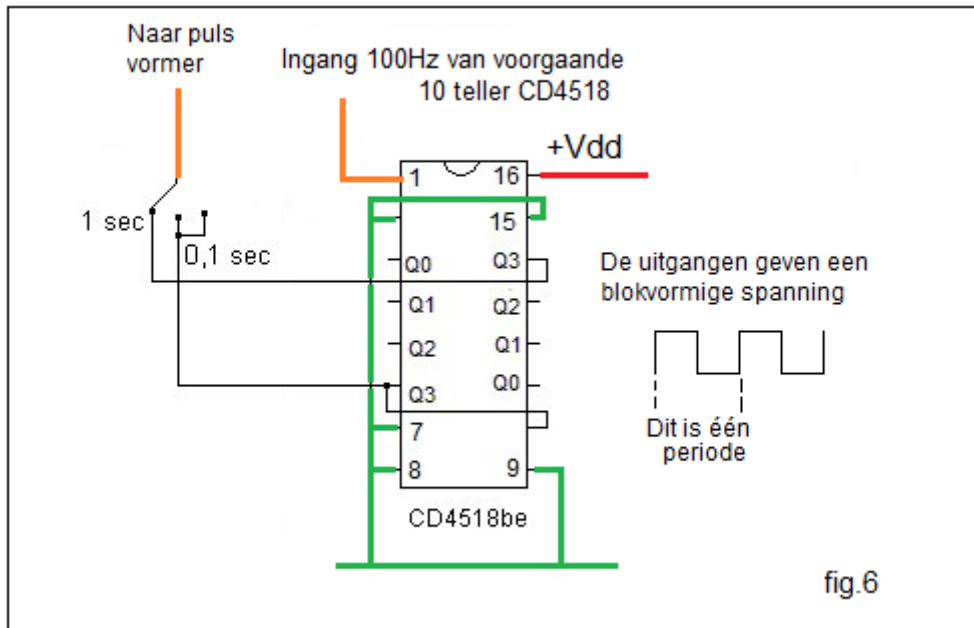 Naar puls
vormer
Ingang 100Hz van voorgaande
10 teller CD4518
+Vdd
1 16
15
1 sec
0,1 sec
Q0 Q3
Q1 Q2
Q2 Q1
Q3 Q0
7
8 9
CD4518be
De uitgangen geven een
blokvormige spanning
Dit is één
periode
fig.6